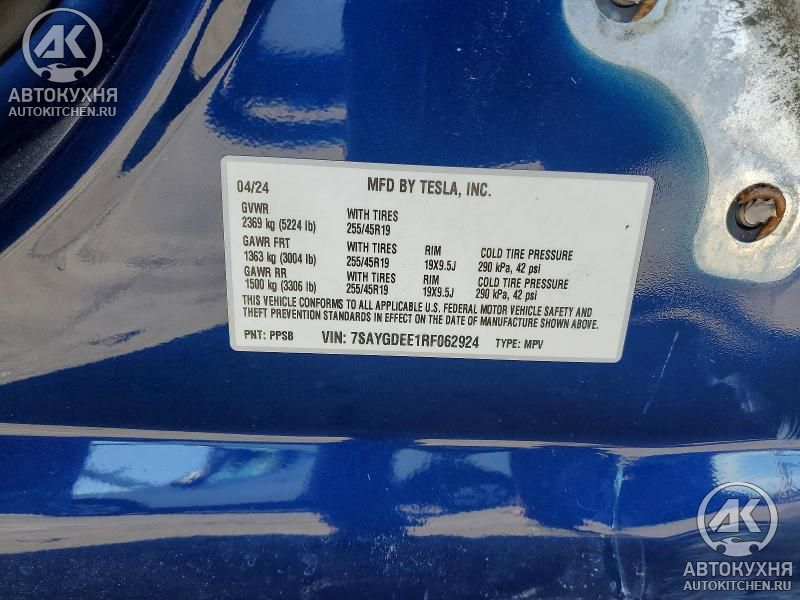 AK
АВТОКУХНЯ
AUTOKITCHEN.RU
04/24 MFD BY TESLA, INC.
GVWR WITH TIRES
2369 kg (5224 lb) 255/45R19
GAWR FRT WITH TIRES RIM COLD TIRE PRESSURE
1363 kg (3004 lb) 255/45R19 19X9.5J 290 kPa, 42 psi
GAWR RR WITH TIRES RIM COLD TIRE PRESSURE
1500 kg (3306 lb) 255/45R19 19X9.5J 290 kPa, 42 psi
THIS VEHICLE CONFORMS TO ALL APPLICABLE U.S. FEDERAL MOTOR VEHICLE SAFETY AND
THEFT PREVENTION STANDARDS IN EFFECT ON THE DATE OF MANUFACTURE SHOWN ABOVE.
PNT: PPSB VIN: 7SAYGDEE1RF062924 TYPE: MPV
AK
АВТОКУХНЯ
AUTOKITCHEN.RU